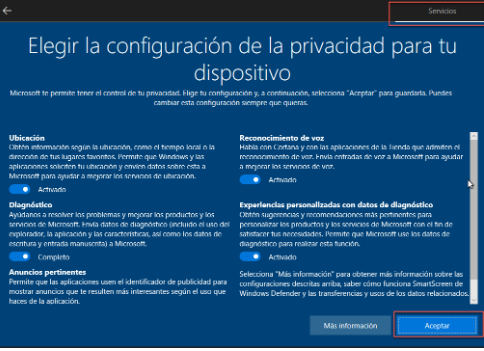 Servicios
Elegir la configuración de la privacidad para tu
dispositivo
Microsoft te permite tener el control de tu privacidad. Elige tu configuración y, a continuación, selecciona "Aceptar" para guardarla. Puedes
cambiar esta configuración siempre que quieras.
Ubicación
Obtén información según la ubicación, como el tiempo local o la
dirección de tus lugares favoritos. Permite que Windows y las
aplicaciones soliciten tu ubicación y envíen datos sobre esta a
Microsoft para ayudar a mejorar los servicios de ubicación.
Activado
Diagnóstico
Ayúdanos a resolver los problemas y mejorar los productos y los
servicios de Microsoft. Envía datos de diagnóstico (incluido el uso del
explorador, la aplicación y las características, así como los datos de
escritura y entrada manuscrita) a Microsoft.
Completo
Anuncios pertinentes
Permite que las aplicaciones usen el identificador de publicidad para
mostrar anuncios que te resulten más interesantes según el uso que
haces de la aplicación.
Reconocimiento de voz
Habla con Cortana y con las aplicaciones de la Tienda que admiten el
reconocimiento de voz. Envía entradas de voz a Microsoft para ayudar
a mejorar los servicios de voz.
Activado
Experiencias personalizadas con datos de diagnóstico
Obtén sugerencias y recomendaciones más pertinentes para
personalizar los productos y los servicios de Microsoft con el fin de
satisfacer tus necesidades. Permite que Microsoft use los datos de
diagnóstico para realizar esta función.
Activado
Selecciona "Más información" para obtener más información sobre las
configuraciones descritas arriba, saber cómo funciona SmartScreen de
Windows Defender y las transferencias y usos de los datos relacionados.
Más información
Aceptar